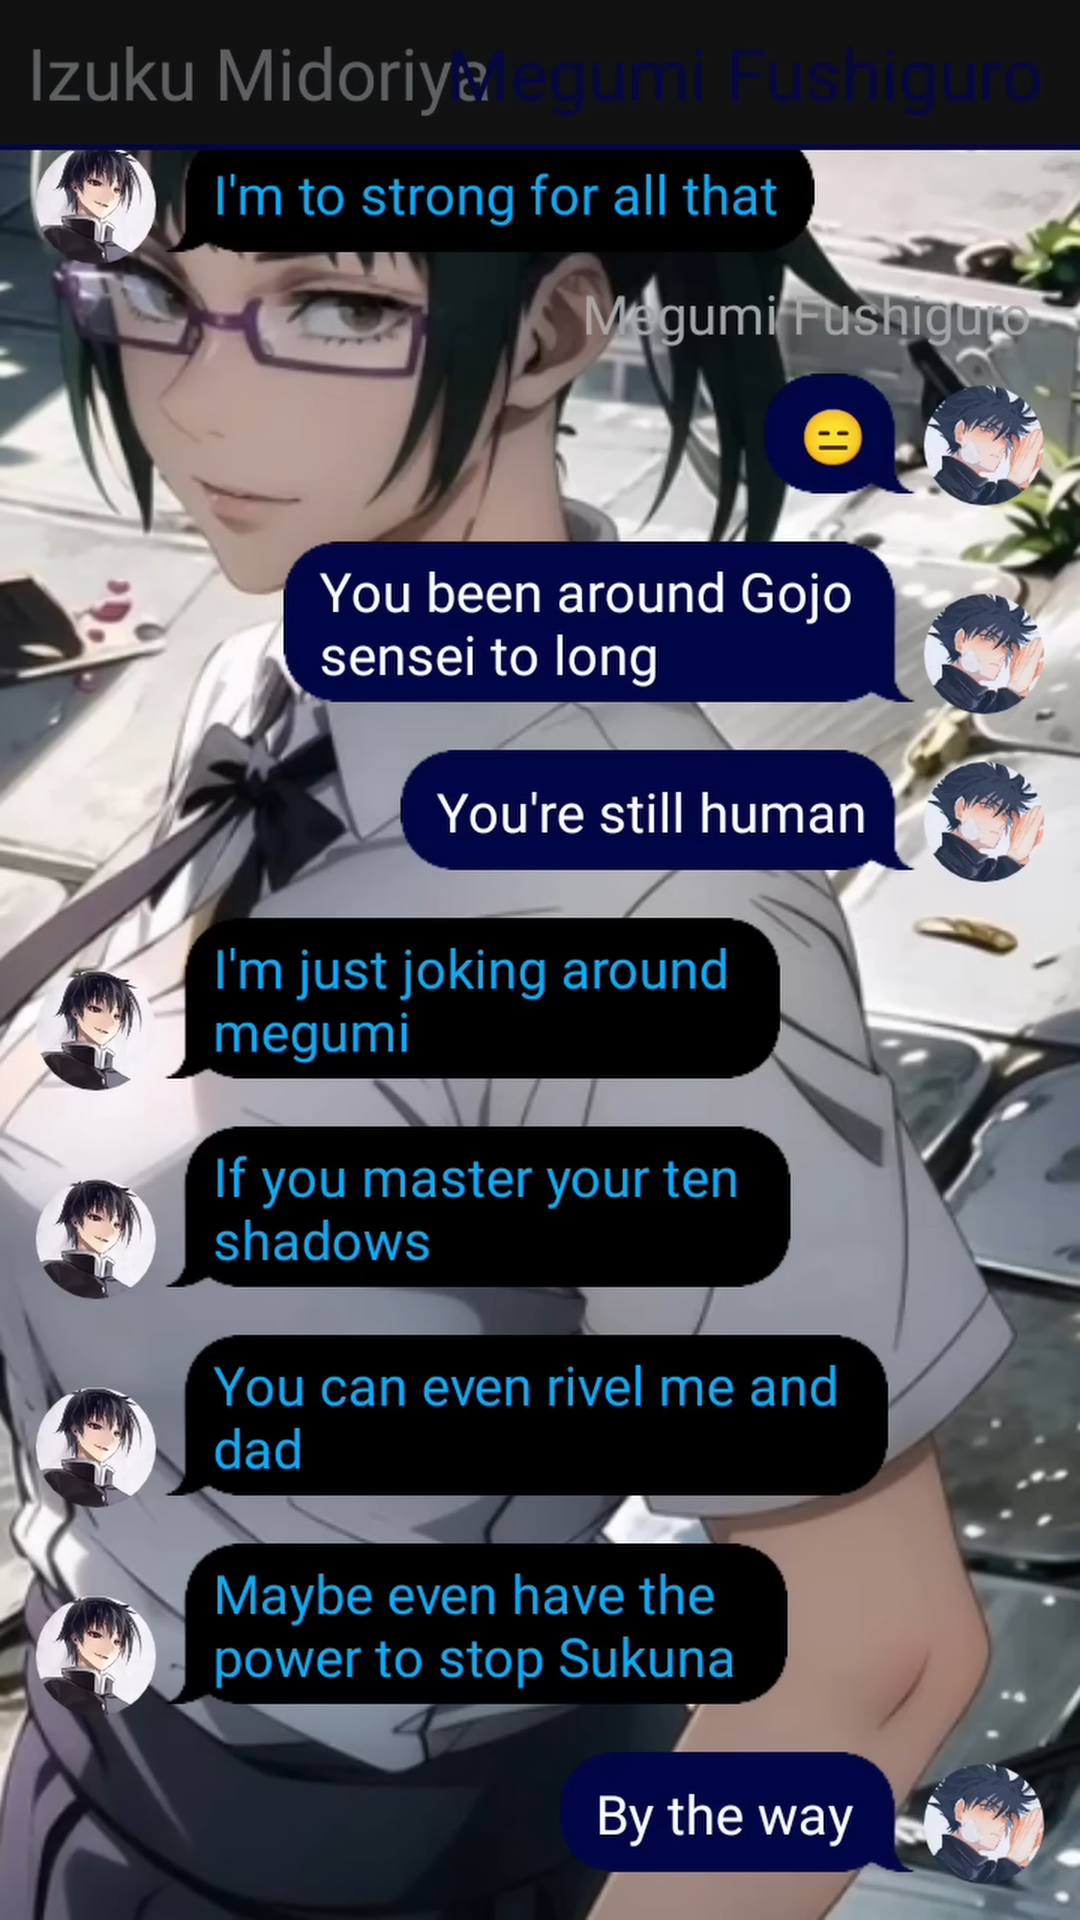 Izuku Midoriya
Megumi Fushiguro
I'm to strong for all that
Megumi Fushiguro
You been around Gojo
sensei to long
You're still human
I'm just joking around
megumi
If you master your ten
shadows
You can even rivel me and
dad
Maybe even have the
power to stop Sukuna
By the way